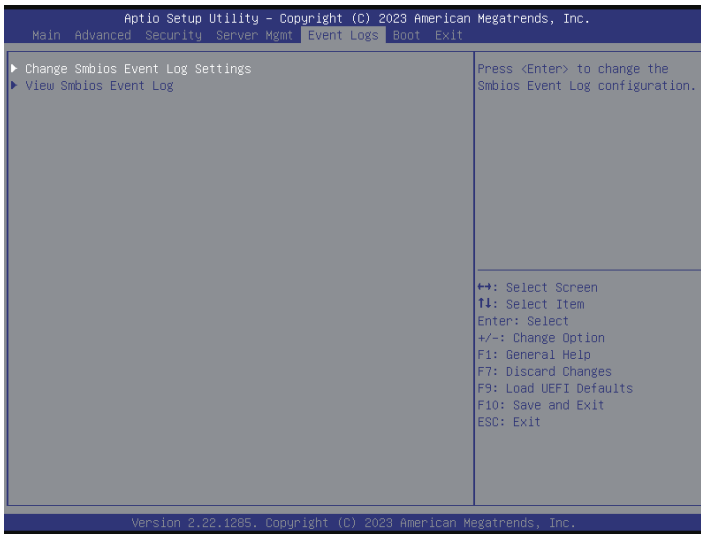 Aptio Setup Utility – Copyright (C) 2023 American Megatrends, Inc.
Main Advanced Security Server Mgmt Event Logs Boot Exit
▶ Change Smbios Event Log Settings
▶ View Smbios Event Log
Press <Enter> to change the
Smbios Event Log configuration.
↔: Select Screen
↑↓: Select Item
Enter: Select
+/-: Change Option
F1: General Help
F7: Discard Changes
F9: Load UEFI Defaults
F10: Save and Exit
ESC: Exit
Version 2.22.1285. Copyright (C) 2023 American Megatrends, Inc.